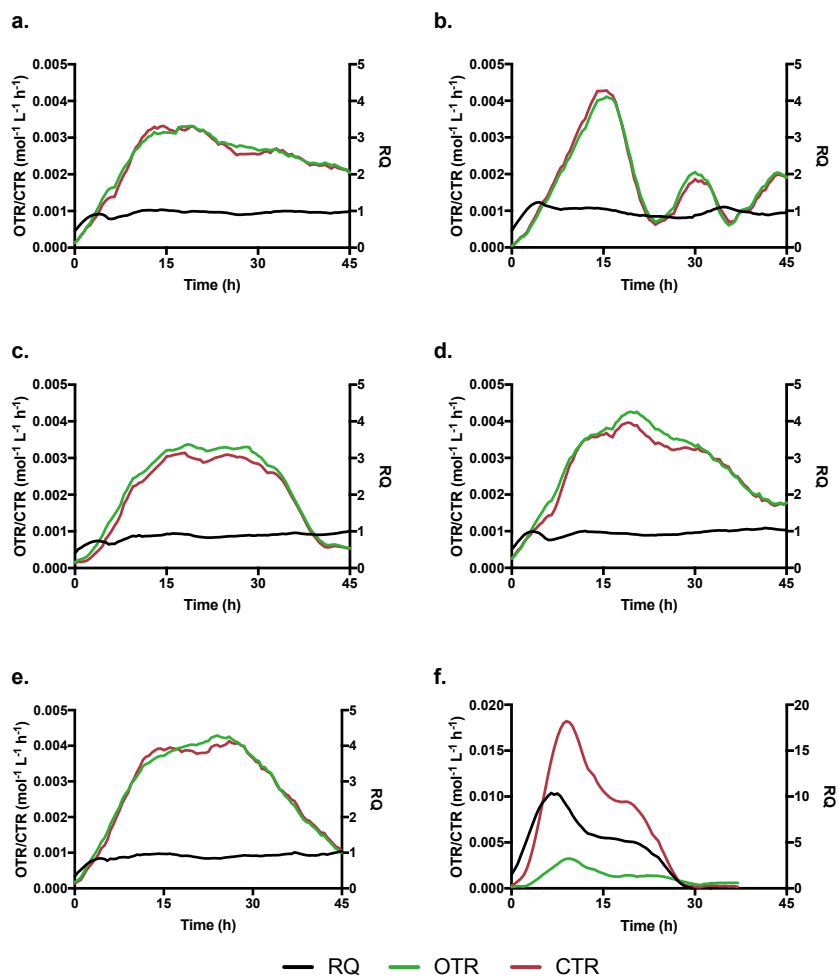 a.
OTR/CTR (mol⁻¹ L⁻¹ h⁻¹)
0.005
0.004
0.003
0.002
0.001
0.000
0 15 30 45
Time (h)
5
4
3
2
1
0
RQ
b.
OTR/CTR (mol⁻¹ L⁻¹ h⁻¹)
0.005
0.004
0.003
0.002
0.001
0.000
0 15 30 45
Time (h)
5
4
3
2
1
0
RQ
c.
OTR/CTR (mol⁻¹ L⁻¹ h⁻¹)
0.005
0.004
0.003
0.002
0.001
0.000
0 15 30 45
Time (h)
5
4
3
2
1
0
RQ
d.
OTR/CTR (mol⁻¹ L⁻¹ h⁻¹)
0.005
0.004
0.003
0.002
0.001
0.000
0 15 30 45
Time (h)
5
4
3
2
1
0
RQ
e.
OTR/CTR (mol⁻¹ L⁻¹ h⁻¹)
0.005
0.004
0.003
0.002
0.001
0.000
0 15 30 45
Time (h)
5
4
3
2
1
0
RQ
f.
OTR/CTR (mol⁻¹ L⁻¹ h⁻¹)
0.020
0.015
0.010
0.005
0.000
0 15 30 45
Time (h)
20
15
10
5
0
RQ
RQ OTR CTR